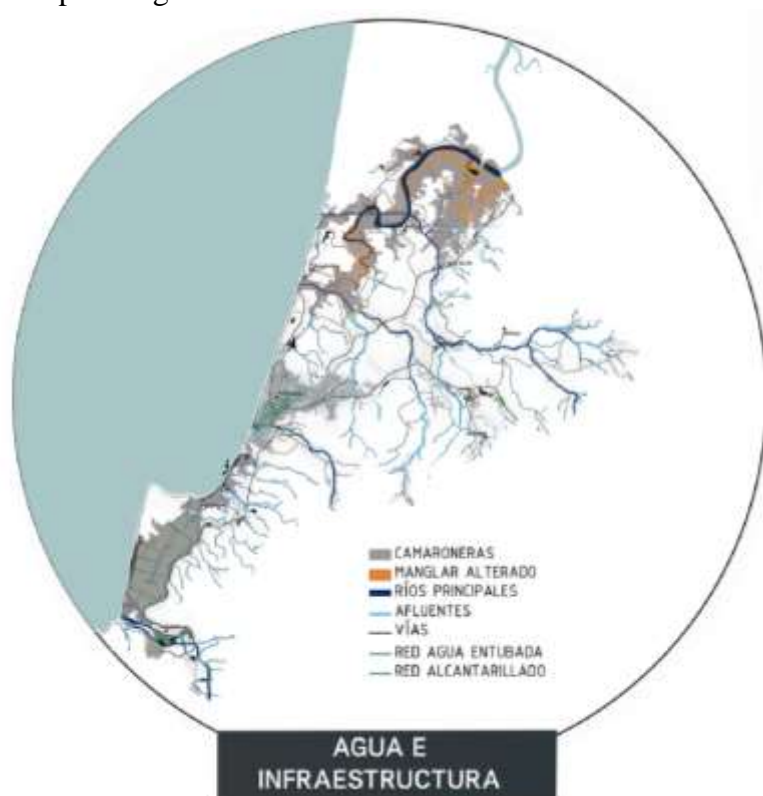 CAMARONERAS
MANGLAR ALTERADO
RÍOS PRINCIPALES
AFLUENTES
VÍAS
RED AGUA ENTUBADA
RED ALCANTARILLADO
AGUA E
INFRAESTRUCTURA